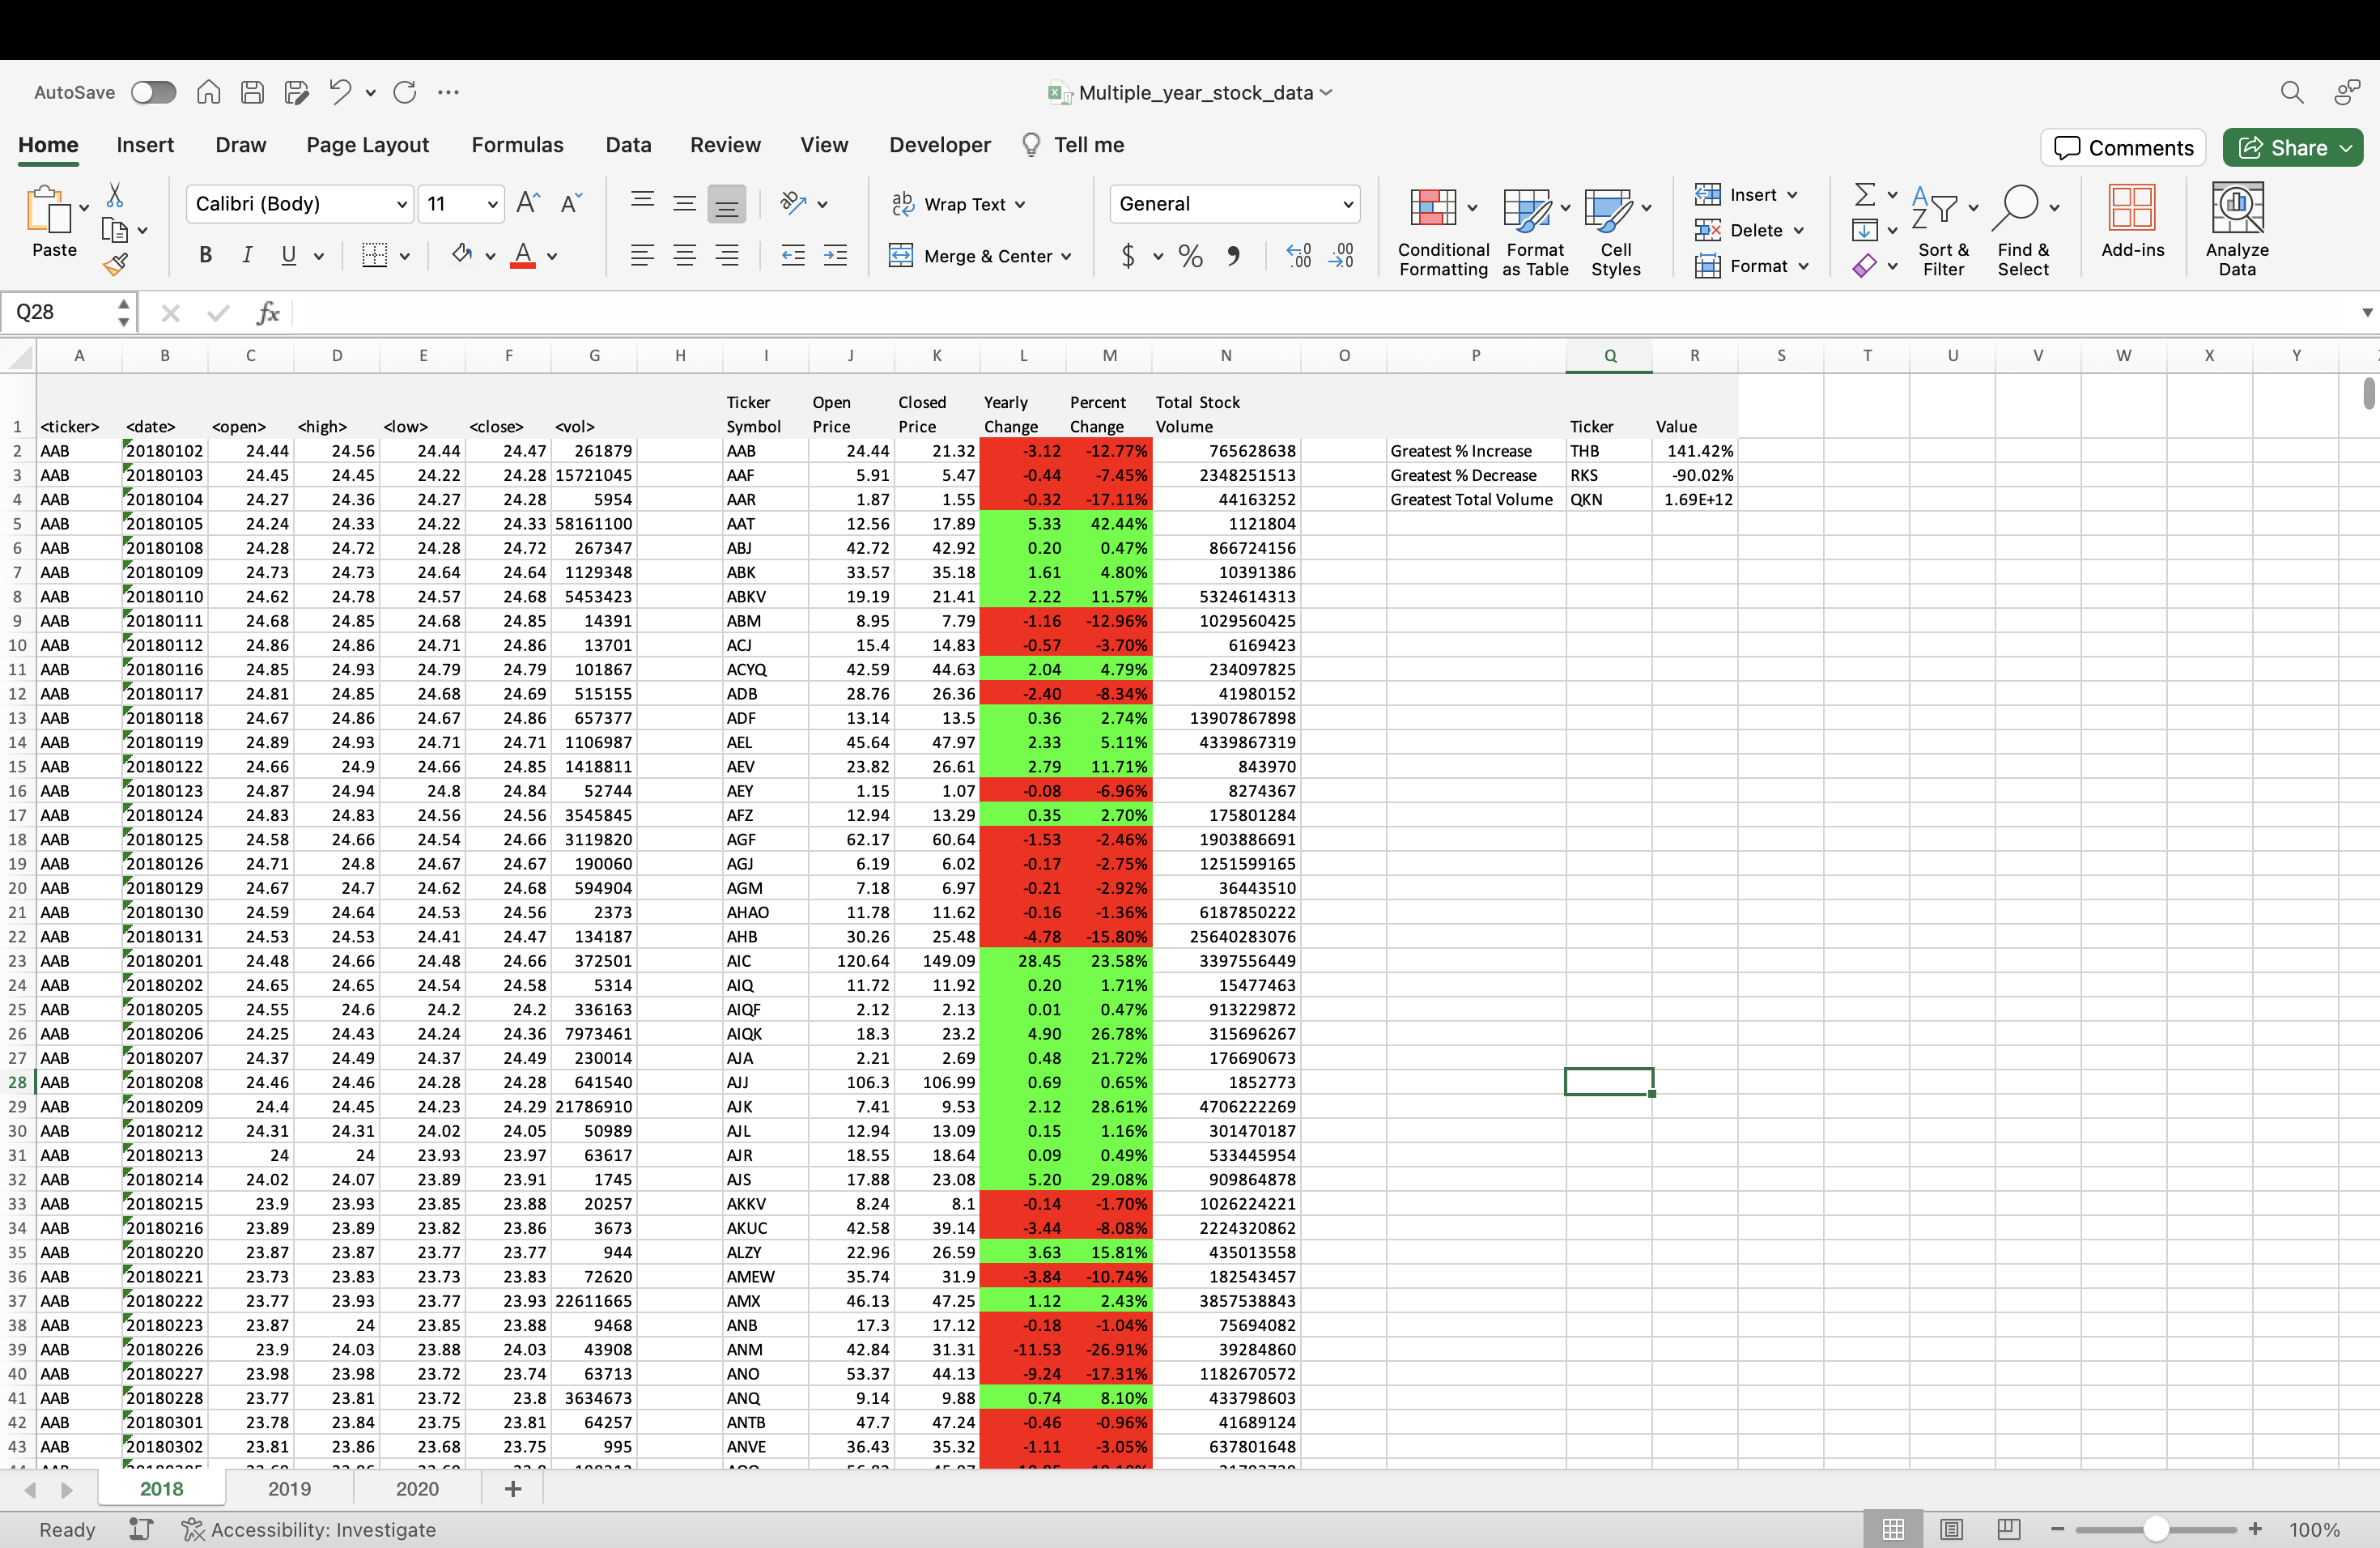 AutoSave Multiple_year_stock_data
Home Insert Draw Page Layout Formulas Data Review View Developer Tell me Comments Share
Paste Calibri (Body) 11 Wrap Text General Conditional Formatting Format as Table Cell Styles Insert Sort & Filter Find & Select Add-ins Analyze Data
B I U Merge & Center $ % Delete
Format
Q28 fx
A B C D E F G H I J K L M N O P Q R S T U V W X Y
1 <ticker> <date> <open> <high> <low> <close> <vol> Ticker Symbol Open Price Closed Price Yearly Change Percent Change Total Stock Volume Ticker Value
2 AAB 20180102 24.44 24.56 24.44 24.47 261879 AAB 24.44 21.32 -3.12 -12.77% 765628638 Greatest % Increase THB 141.42%
3 AAB 20180103 24.45 24.45 24.22 24.28 15721045 AAF 5.91 5.47 -0.44 -7.45% 2348251513 Greatest % Decrease RKS -90.02%
4 AAB 20180104 24.27 24.36 24.27 24.28 5954 AAR 1.87 1.55 -0.32 -17.11% 44163252 Greatest Total Volume QKN 1.69E+12
5 AAB 20180105 24.24 24.33 24.22 24.33 58161100 AAT 12.56 17.89 5.33 42.44% 1121804
6 AAB 20180108 24.28 24.72 24.28 24.72 267347 ABJ 42.72 42.92 0.20 0.47% 866724156
7 AAB 20180109 24.73 24.73 24.64 24.64 1129348 ABK 33.57 35.18 1.61 4.80% 10391386
8 AAB 20180110 24.62 24.78 24.57 24.68 5453423 ABKV 19.19 21.41 2.22 11.57% 5324614313
9 AAB 20180111 24.68 24.85 24.68 24.85 14391 ABM 8.95 7.79 -1.16 -12.96% 1029560425
10 AAB 20180112 24.86 24.86 24.71 24.86 13701 ACJ 15.4 14.83 -0.57 -3.70% 6169423
11 AAB 20180116 24.85 24.93 24.79 24.79 101867 ACYQ 42.59 44.63 2.04 4.79% 234097825
12 AAB 20180117 24.81 24.85 24.68 24.69 515155 ADB 28.76 26.36 -2.40 -8.34% 41980152
13 AAB 20180118 24.67 24.86 24.67 24.86 657377 ADF 13.14 13.5 0.36 2.74% 13907867898
14 AAB 20180119 24.89 24.93 24.71 24.71 1106987 AEL 45.64 47.97 2.33 5.11% 4339867319
15 AAB 20180122 24.66 24.9 24.66 24.85 1418811 AEV 23.82 26.61 2.79 11.71% 843970
16 AAB 20180123 24.87 24.94 24.8 24.84 52744 AEY 1.15 1.07 -0.08 -6.96% 8274367
17 AAB 20180124 24.83 24.83 24.56 24.56 3545845 AFZ 12.94 13.29 0.35 2.70% 175801284
18 AAB 20180125 24.58 24.66 24.54 24.66 3119820 AGF 62.17 60.64 -1.53 -2.46% 1903886691
19 AAB 20180126 24.71 24.8 24.67 24.67 190060 AGJ 6.19 6.02 -0.17 -2.75% 1251599165
20 AAB 20180129 24.67 24.7 24.62 24.68 594904 AGM 7.18 6.97 -0.21 -2.92% 36443510
21 AAB 20180130 24.59 24.64 24.53 24.56 2373 AHAO 11.78 11.62 -0.16 -1.36% 6187850222
22 AAB 20180131 24.53 24.53 24.41 24.47 134187 AHB 30.26 25.48 -4.78 -15.80% 25640283076
23 AAB 20180201 24.48 24.66 24.48 24.66 372501 AIC 120.64 149.09 28.45 23.58% 3397556449
24 AAB 20180202 24.65 24.65 24.54 24.58 5314 AIQ 11.72 11.92 0.20 1.71% 15477463
25 AAB 20180205 24.55 24.6 24.2 24.2 336163 AIQF 2.12 2.13 0.01 0.47% 913229872
26 AAB 20180206 24.25 24.43 24.24 24.36 7973461 AIQK 18.3 23.2 4.90 26.78% 315696267
27 AAB 20180207 24.37 24.49 24.37 24.49 230014 AJA 2.21 2.69 0.48 21.72% 176690673
28 AAB 20180208 24.46 24.46 24.28 24.28 641540 AJJ 106.3 106.99 0.69 0.65% 1852773
29 AAB 20180209 24.4 24.45 24.23 24.29 21786910 AJK 7.41 9.53 2.12 28.61% 4706222269
30 AAB 20180212 24.31 24.31 24.02 24.05 50989 AJL 12.94 13.09 0.15 1.16% 301470187
31 AAB 20180213 24 24 23.93 23.97 63617 AJR 18.55 18.64 0.09 0.49% 533445954
32 AAB 20180214 24.02 24.07 23.89 23.91 1745 AJS 17.88 23.08 5.20 29.08% 909864878
33 AAB 20180215 23.9 23.93 23.85 23.88 20257 AKKV 8.24 8.1 -0.14 -1.70% 1026224221
34 AAB 20180216 23.89 23.89 23.82 23.86 3673 AKUC 42.58 39.14 -3.44 -8.08% 2224320862
35 AAB 20180220 23.87 23.87 23.77 23.77 944 ALZY 22.96 26.59 3.63 15.81% 435013558
36 AAB 20180221 23.73 23.83 23.73 23.83 72620 AMEW 35.74 31.9 -3.84 -10.74% 182543457
37 AAB 20180222 23.77 23.93 23.77 23.93 22611665 AMX 46.13 47.25 1.12 2.43% 3857538843
38 AAB 20180223 23.87 24 23.85 23.88 9468 ANB 17.3 17.12 -0.18 -1.04% 75694082
39 AAB 20180226 23.9 24.03 23.88 24.03 43908 ANM 42.84 31.31 -11.53 -26.91% 39284860
40 AAB 20180227 23.98 23.98 23.72 23.74 63713 ANO 53.37 44.13 -9.24 -17.31% 1182670572
41 AAB 20180228 23.77 23.81 23.72 23.8 3634673 ANQ 9.14 9.88 0.74 8.10% 433798603
42 AAB 20180301 23.78 23.84 23.75 23.81 64257 ANTB 47.7 47.24 -0.46 -0.96% 41689124
43 AAB 20180302 23.81 23.86 23.68 23.75 995 ANVE 36.43 35.32 -1.11 -3.05% 637801648
2018 2019 2020
Ready Accessibility: Investigate 100%